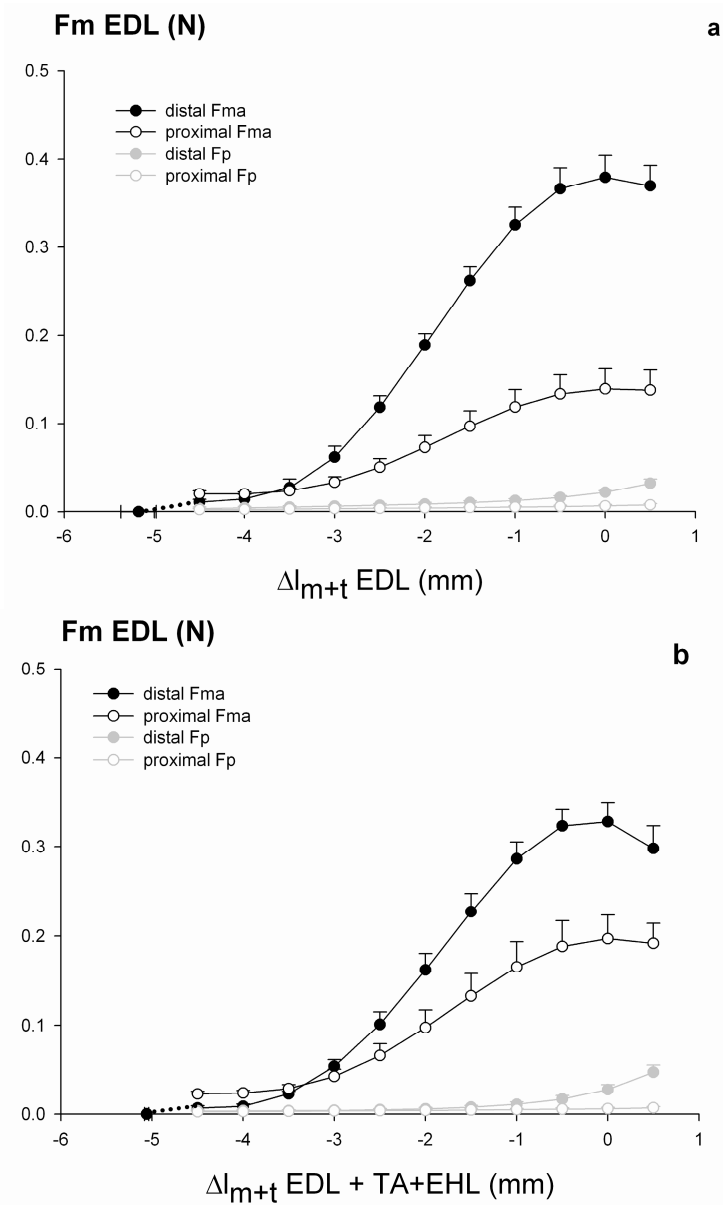 Fm EDL (N)
a
0.5
distal Fma
proximal Fma
distal Fp
proximal Fp
0.4
0.3
0.2
0.1
0.0
-6 -5 -4 -3 -2 -1 0 1
Δlm+t EDL (mm)
Fm EDL (N)
b
0.5
distal Fma
proximal Fma
distal Fp
proximal Fp
0.4
0.3
0.2
0.1
0.0
-6 -5 -4 -3 -2 -1 0 1
Δlm+t EDL + TA+EHL (mm)